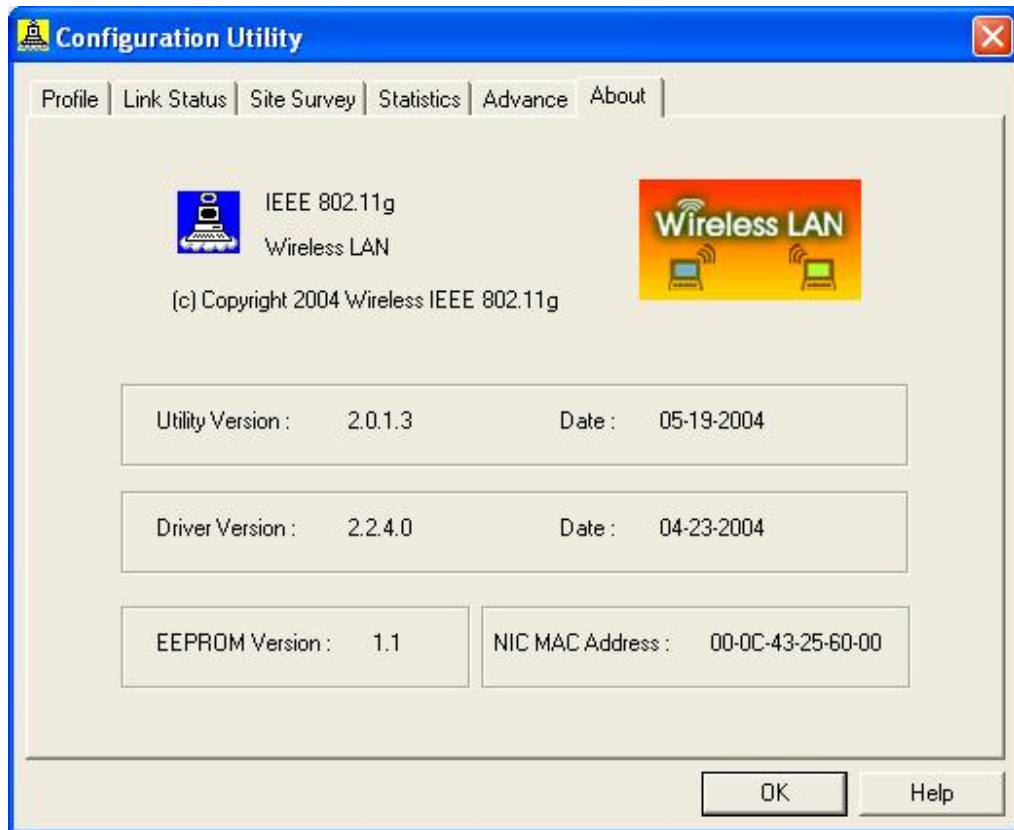 Configuration Utility
Profile Link Status Site Survey Statistics Advance About
IEEE 802.11g
Wireless LAN
(c) Copyright 2004 Wireless IEEE 802.11g
Wireless LAN
Utility Version : 2.0.1.3 Date : 05-19-2004
Driver Version : 2.2.4.0 Date : 04-23-2004
EEPROM Version : 1.1 NIC MAC Address : 00-0C-43-25-60-00
OK Help